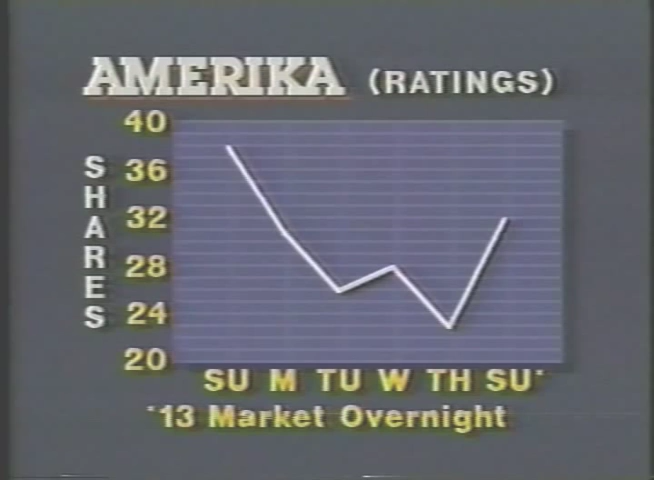 AMERIKA (RATINGS)
SHARES
40
36
32
28
24
20
SU M TU W TH SU*
*13 Market Overnight